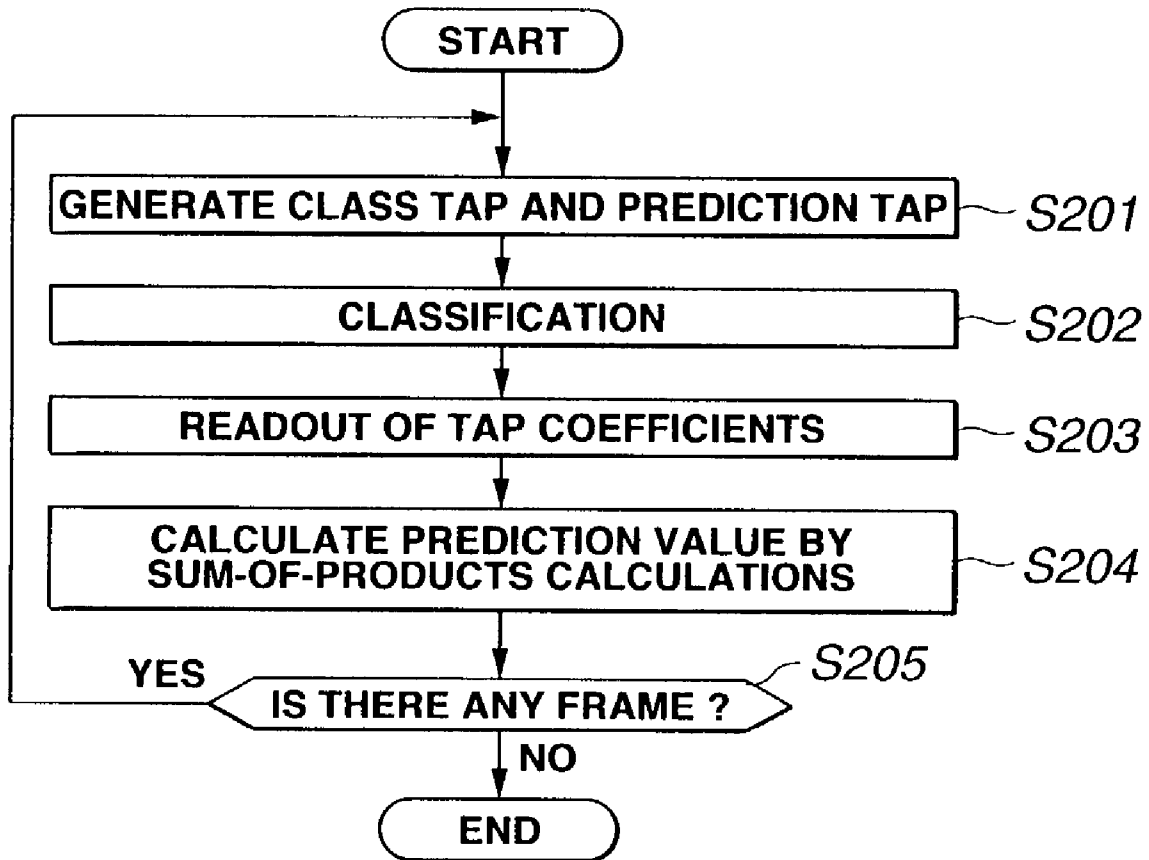 START
GENERATE CLASS TAP AND PREDICTION TAP
S201
CLASSIFICATION
S202
READOUT OF TAP COEFFICIENTS
S203
CALCULATE PREDICTION VALUE BY
SUM-OF-PRODUCTS CALCULATIONS
S204
YES
S205
IS THERE ANY FRAME ?
NO
END